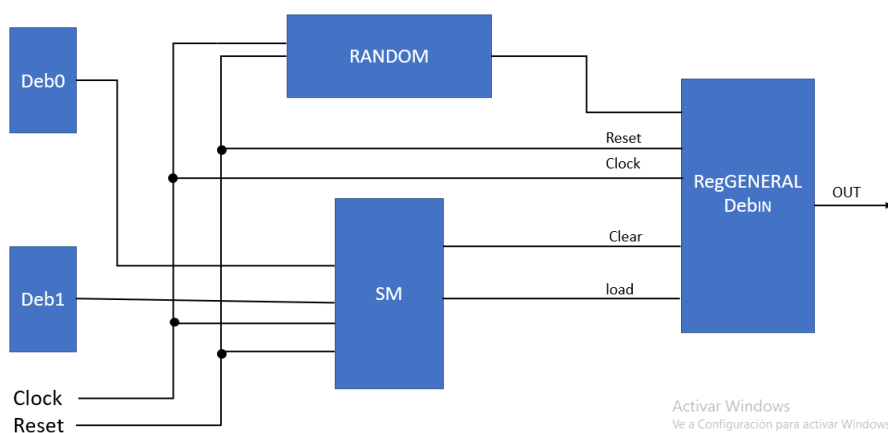 RANDOM
Deb0
Reset
Clock
RegGENERAL
DebIN
OUT
Clear
SM
load
Deb1
Clock
Reset
Activar Windows
Ve a Configuración para activar Windows